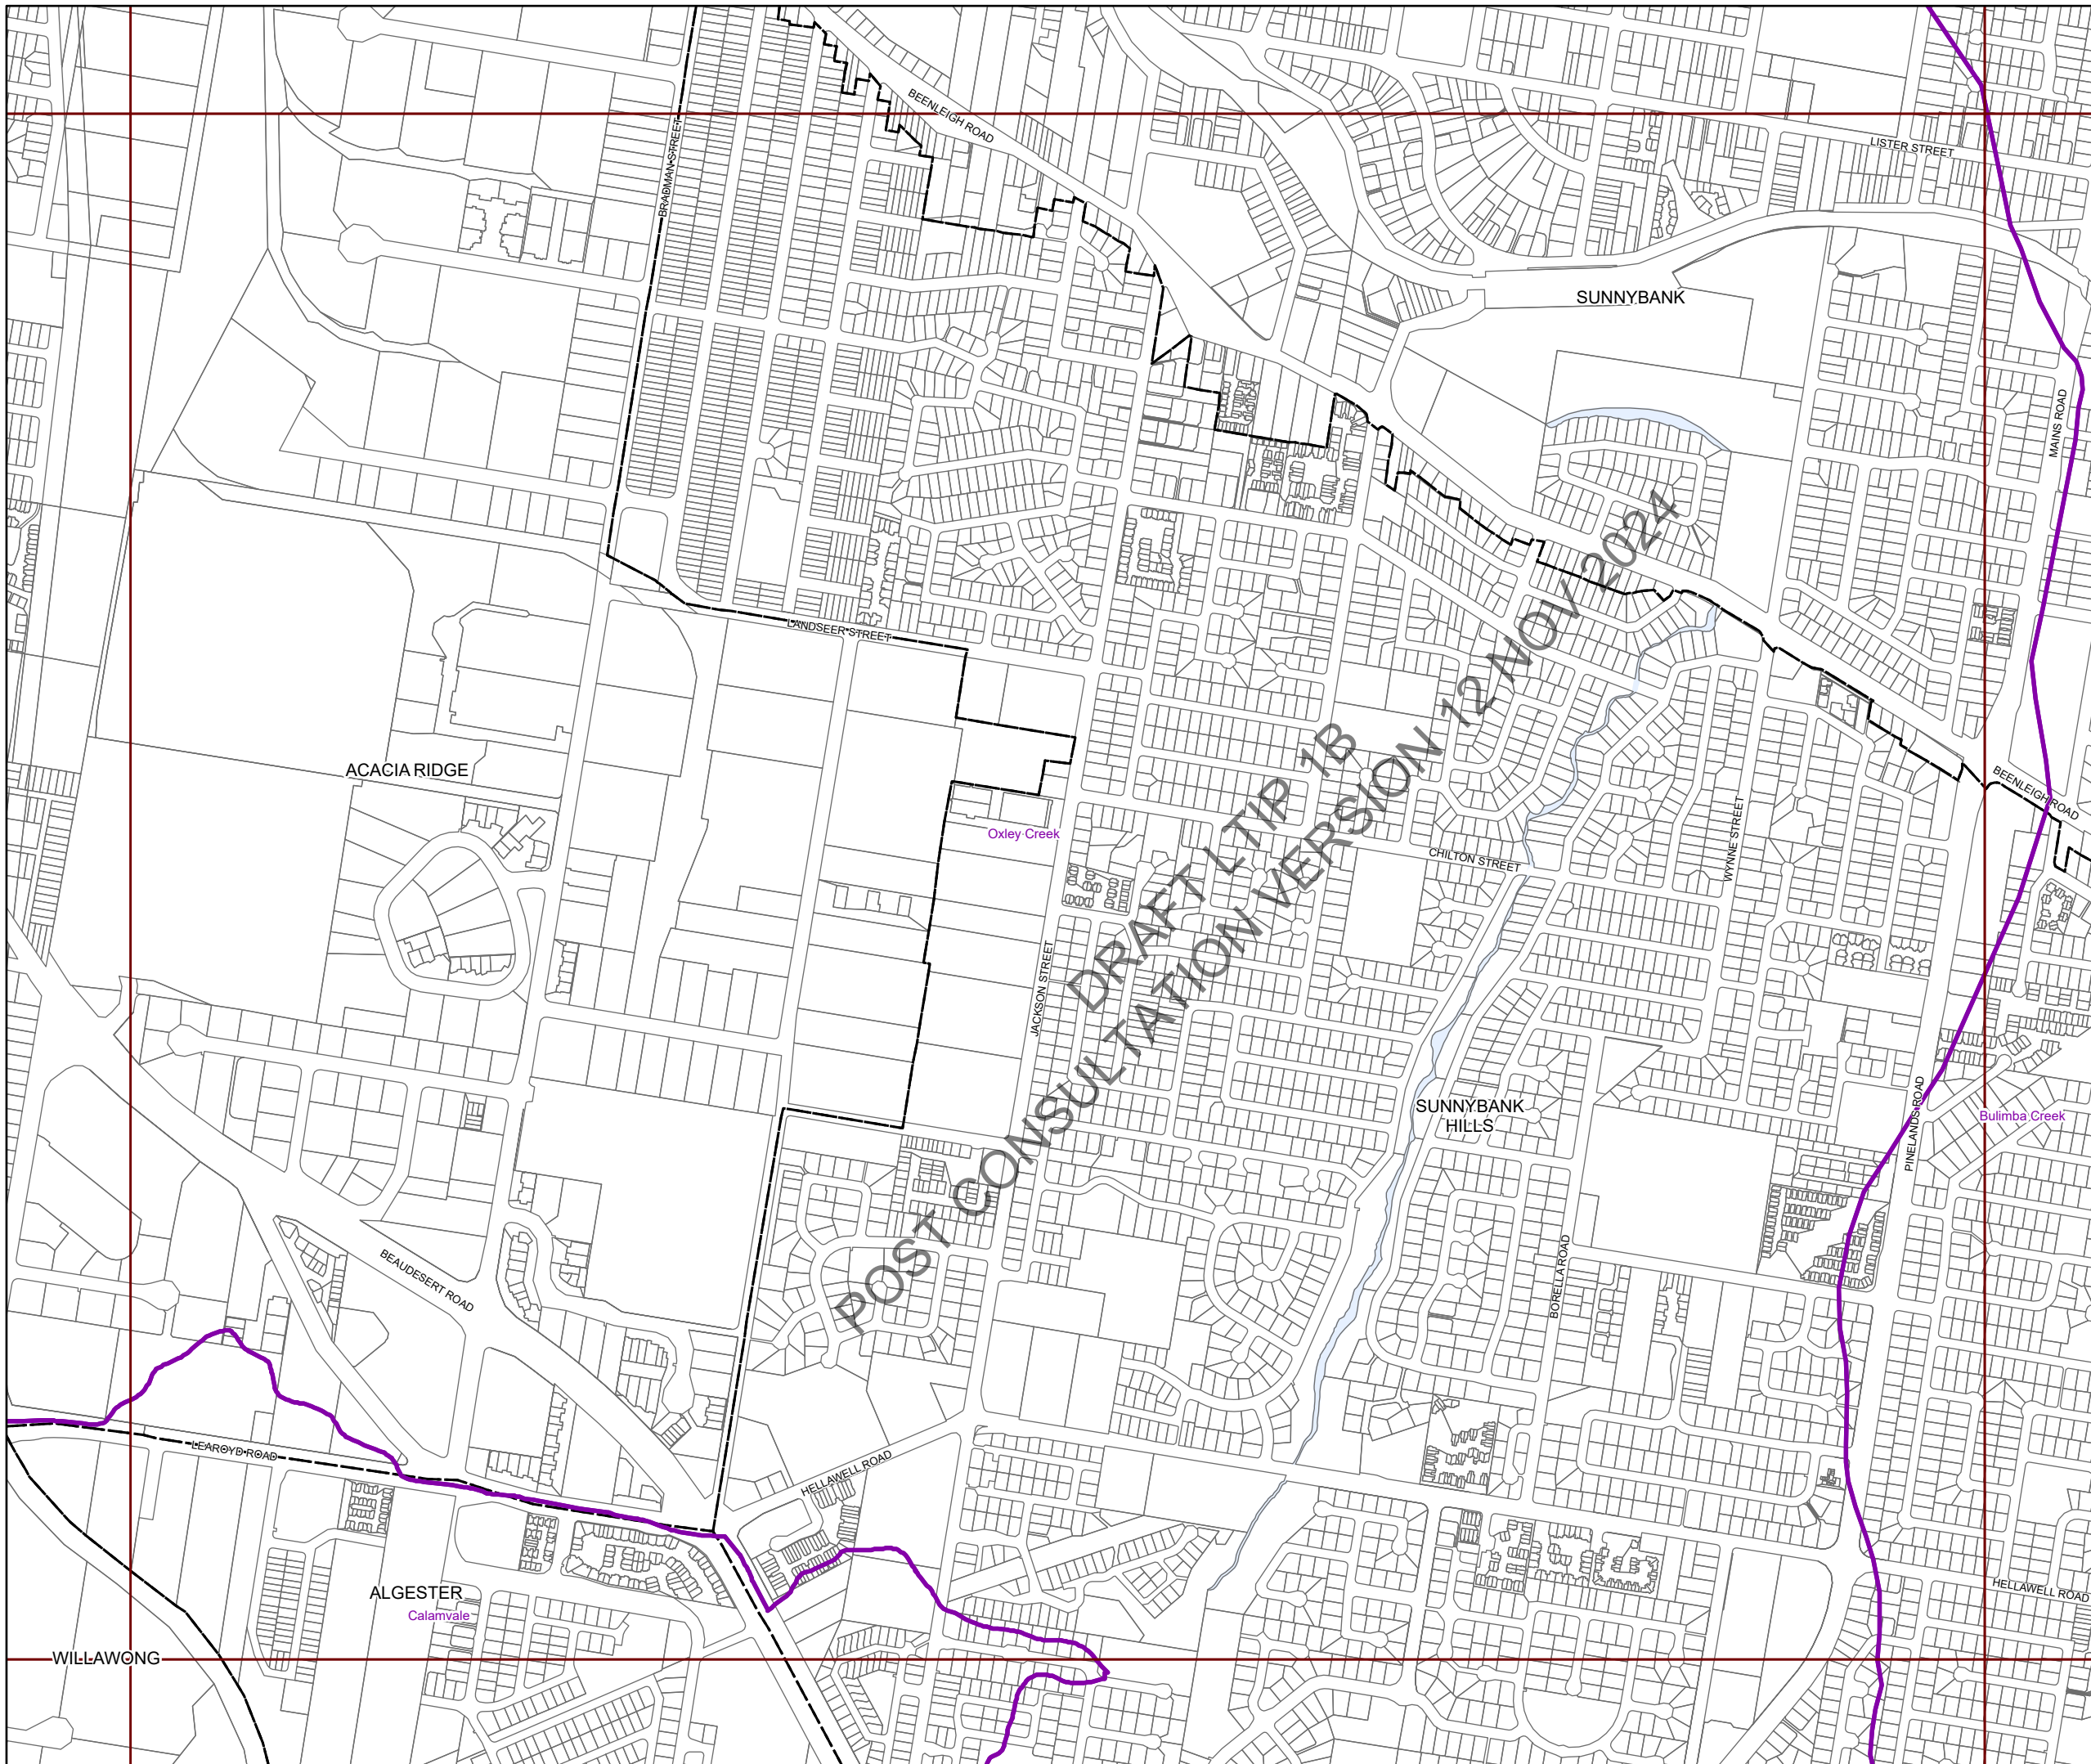 BEENLEIGH ROAD
LISTER STREET
BRADMAN STREET
SUNNYBANK
MAINS ROAD
LANDSEER STREET
ACACIA RIDGE
BEENLEIGH ROAD
Oxley Creek
CHILTON STREET
WYNNE STREET
JACKSON STREET
DRAFT LTIP 1B
POST CONSULTATION VERSION 12 NOV 2024
SUNNYBANK
HILLS
PINELANDS ROAD
Bulimba Creek
BEAUDESERT ROAD
BORELLA ROAD
LEAROYD ROAD
HELLAWELL ROAD
ALGESTER
Calamvale
HELLAWELL ROAD
WILLAWONG